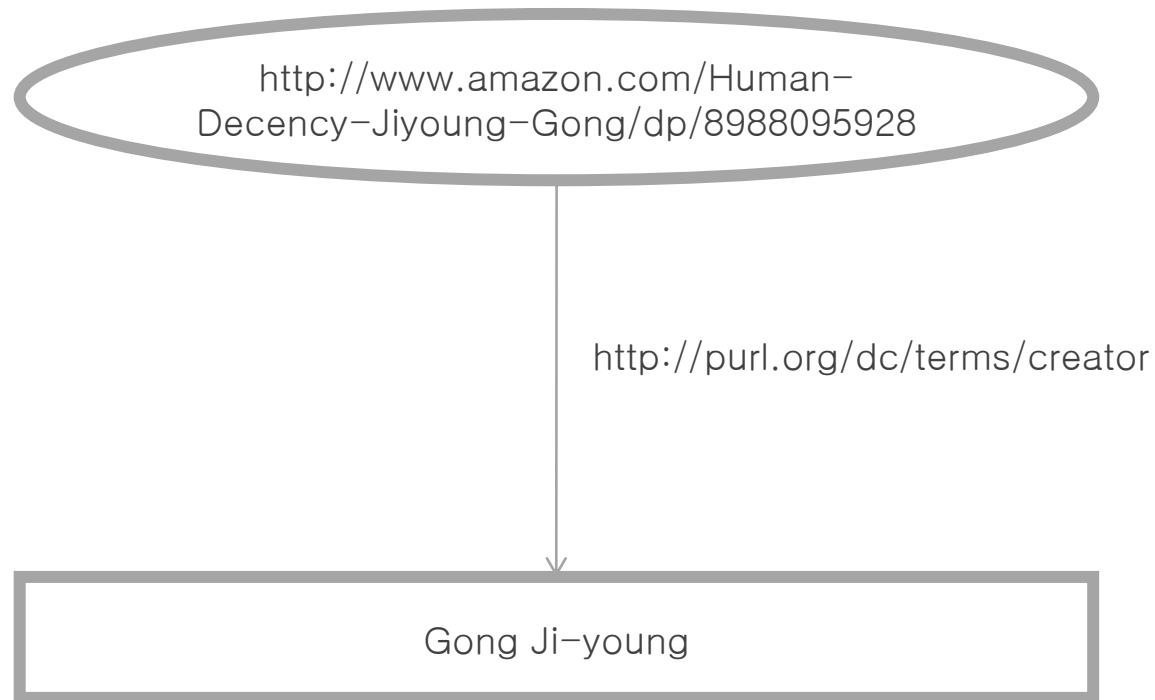 http://www.amazon.com/Human-
Decency-Jiyoung-Gong/dp/8988095928
http://purl.org/dc/terms/creator
Gong Ji-young